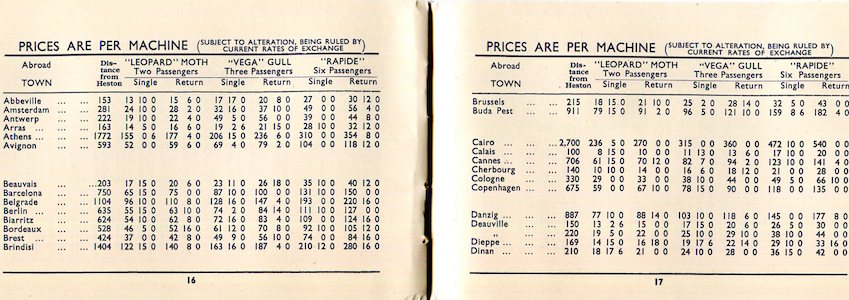 PRICES ARE PER MACHINE (SUBJECT TO ALTERATION, BEING RULED BY CURRENT RATES OF EXCHANGE)
Abroad Dis- "LEOPARD" MOTH "VEGA" GULL "RAPIDE"
tance Two Passengers Three Passengers Six Passengers
TOWN from Heston Single Return Single Return Single Return
Abbeville ... ... 153 13 10 0 15 6 0 17 17 0 20 8 0 27 0 0 30 12 0
Amsterdam ... ... 281 24 10 0 28 2 0 32 16 0 37 10 0 49 0 0 56 4 0
Antwerp ... ... 222 19 10 0 22 4 0 49 5 0 56 0 0 39 0 0 44 8 0
Arras ... ... ... 163 14 5 0 16 6 0 19 2 6 21 15 0 28 10 0 32 12 0
Athens ... ... ... 1772 155 0 6 177 4 0 206 15 0 236 6 0 310 0 0 354 8 0
Avignon ... ... 593 52 0 0 59 6 0 69 4 0 79 2 0 104 0 0 118 12 0
Beauvais ... ...203 17 15 0 20 6 0 23 11 0 26 18 0 35 10 0 40 12 0
Barcelona ... ... 750 65 15 0 75 0 0 87 10 0 100 0 0 131 10 0 150 0 0
Belgrade ... ... 1104 96 10 0 110 8 0 128 16 0 147 4 0 193 0 0 220 16 0
Berlin ... ... ... 635 55 15 0 63 10 0 74 2 0 84 14 0 111 10 0 127 0 0
Biarritz ... ... 624 54 10 0 62 8 0 72 16 0 83 4 0 109 0 0 124 16 0
Bordeaux ... ... 528 46 5 0 52 16 0 61 12 0 70 8 0 92 10 0 105 12 0
Brest ... ... ... 424 37 0 0 42 8 0 49 9 0 56 10 0 74 0 0 84 16 0
Brindisi ... ... 1404 122 15 0 140 8 0 163 16 0 187 4 0 210 12 0 280 16 0
16
PRICES ARE PER MACHINE (SUBJECT TO ALTERATION, BEING RULED BY CURRENT RATES OF EXCHANGE)
Abroad Dis- "LEOPARD" MOTH "VEGA" GULL "RAPIDE"
tance Two Passengers Three Passengers Six Passengers
TOWN from Heston Single Return Single Return Single Return
Brussels ... ... 215 18 15 0 21 10 0 25 2 0 28 14 0 32 5 0 43 0 0
Buda Pest ... ... 911 79 15 0 91 2 0 96 5 0 121 10 0 159 8 6 182 4 0
Cairo ... ... ... 2,700 236 5 0 270 0 0 315 0 0 360 0 0 472 10 0 540 0 0
Calais ... ... ... 100 8 15 0 10 0 0 11 13 0 13 6 0 17 10 0 20 0 0
Cannes ... ... ... 706 61 15 0 70 12 0 82 7 0 94 2 0 123 10 0 141 4 0
Cherbourg ... ... 140 10 10 0 14 0 0 16 6 0 18 12 0 21 0 0 28 0 0
Cologne ... ... 330 29 0 0 33 0 0 38 10 0 44 0 0 49 5 0 66 10 0
Copenhagen ... ... 675 59 0 0 67 10 0 78 15 0 90 0 0 118 0 0 135 0 0
Danzig ... ... ... 887 77 10 0 88 14 0 103 10 0 118 6 0 145 0 0 177 8 0
Deauville ... ... 150 13 2 6 15 0 0 17 15 0 20 6 0 26 5 0 30 0 0
" ... ... 220 19 5 0 22 0 0 25 10 0 29 10 0 38 10 0 44 0 0
Dieppe ... ... ... 169 14 15 0 16 18 0 19 17 6 22 14 0 29 10 0 33 16 0
Dinan ... ... ... 210 18 17 6 21 0 0 24 10 0 28 0 0 36 15 0 42 0 0
17